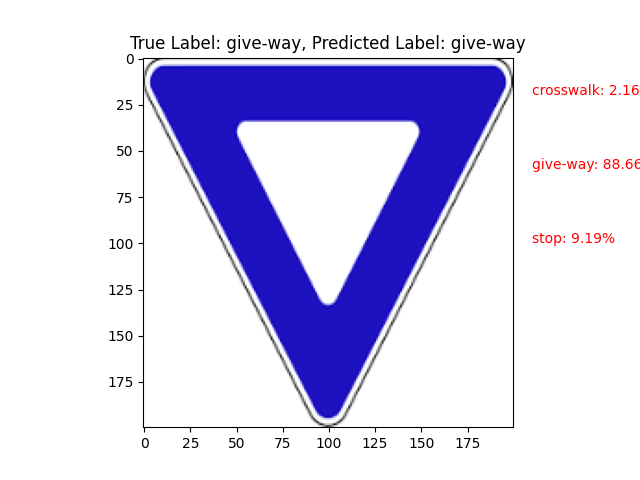 True Label: give-way, Predicted Label: give-way
0
25
50
75
100
125
150
175
0 25 50 75 100 125 150 175
crosswalk: 2.16
give-way: 88.66
stop: 9.19%